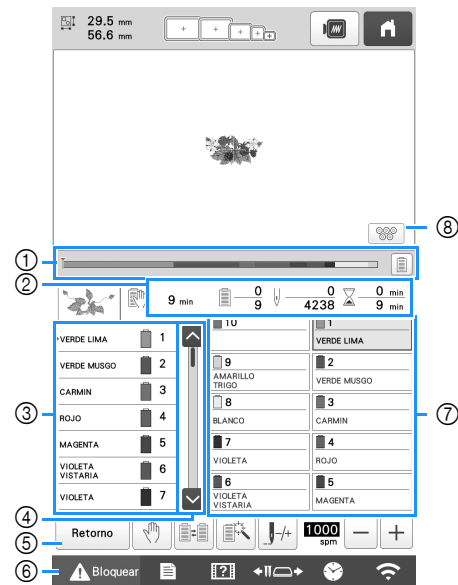 29.5 mm
56.6 mm
⑧
①
②
9 min
0
9
0
4238
0 min
9 min
VERDE LIMA 1
VERDE MUSGO 2
CARMIN 3
ROJO 4
MAGENTA 5
VIOLETA
VISTARIA 6
VIOLETA 7
10
1
VERDE LIMA
9
AMARILLO
TRIGO
2
VERDE MUSGO
8
BLANCO
3
CARMIN
7
VIOLETA
4
ROJO
6
VIOLETA
VISTARIA
5
MAGENTA
③
⑦
④
⑤
Retorno
-/+
1000
spm
− +
⑥
Bloquear
?